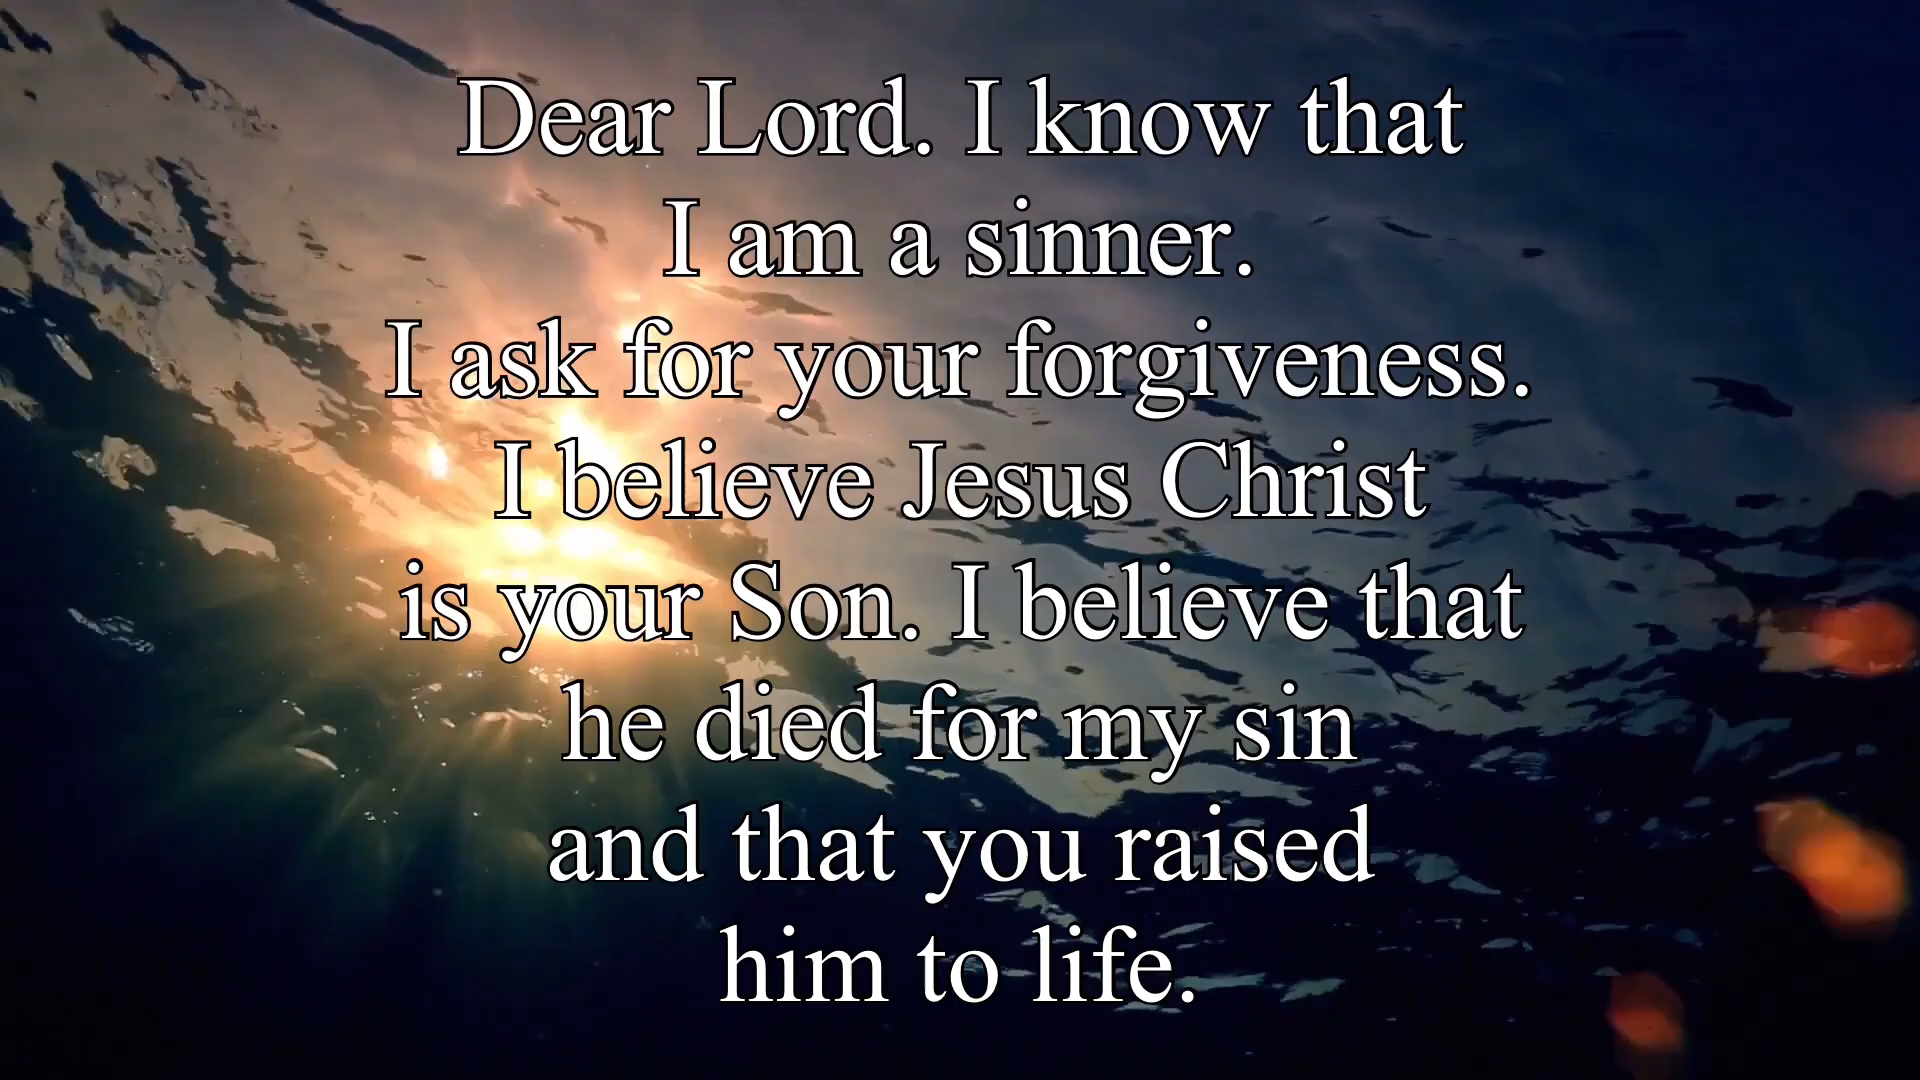 Dear Lord. I know that
I am a sinner.
I ask for your forgiveness.
I believe Jesus Christ
is your Son. I believe that
he died for my sin
and that you raised
him to life.